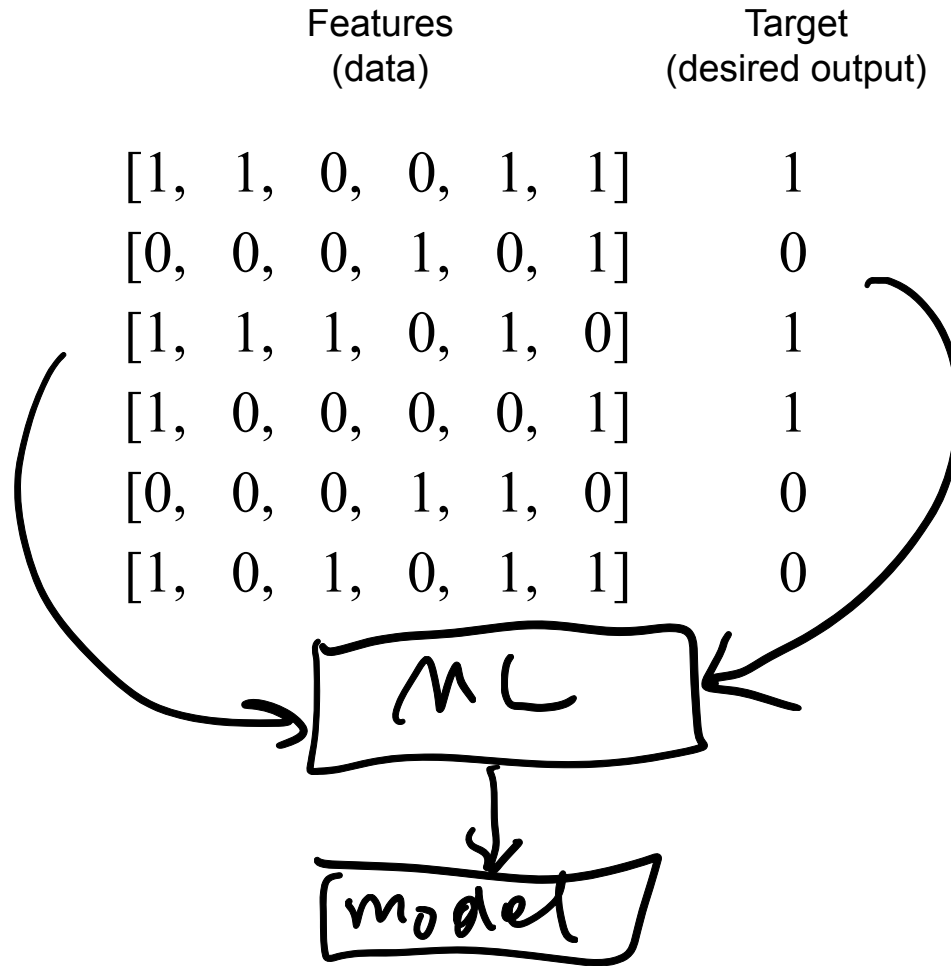 Features Target
(data) (desired output)
[1, 1, 0, 0, 1, 1] 1
[0, 0, 0, 1, 0, 1] 0
[1, 1, 1, 0, 1, 0] 1
[1, 0, 0, 0, 0, 1] 1
[0, 0, 0, 1, 1, 0] 0
[1, 0, 1, 0, 1, 1] 0
ML
model